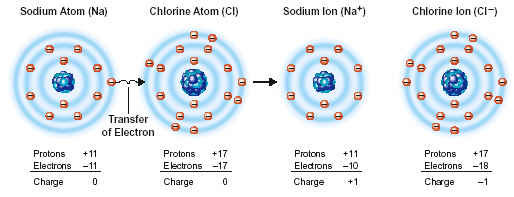 Sodium Atom (Na)
Chlorine Atom (Cl)
Sodium Ion (Na+)
Chlorine Ion (Cl−)
Transfer
of Electron
Protons +11
Electrons −11
Charge 0
Protons +17
Electrons −17
Charge 0
Protons +11
Electrons −10
Charge +1
Protons +17
Electrons −18
Charge −1